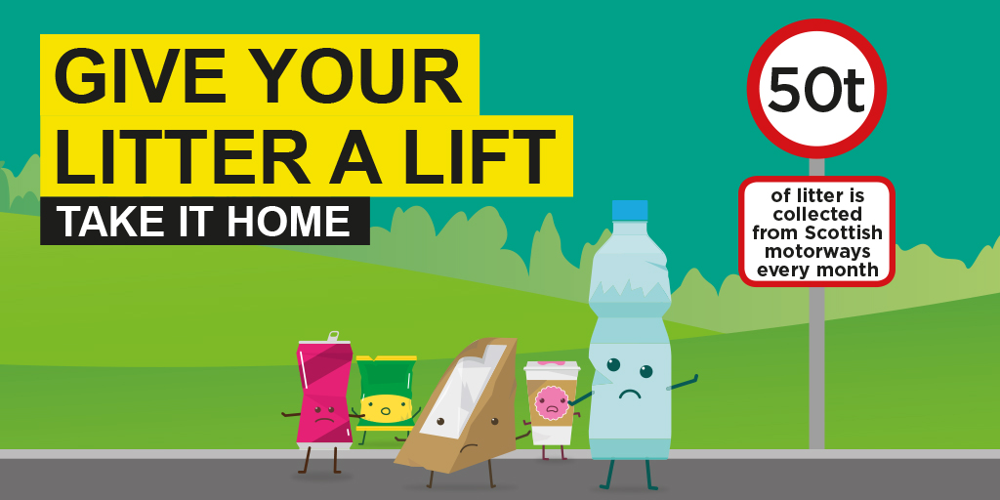 GIVE YOUR
LITTER A LIFT
TAKE IT HOME
50t
of litter is
collected
from Scottish
motorways
every month